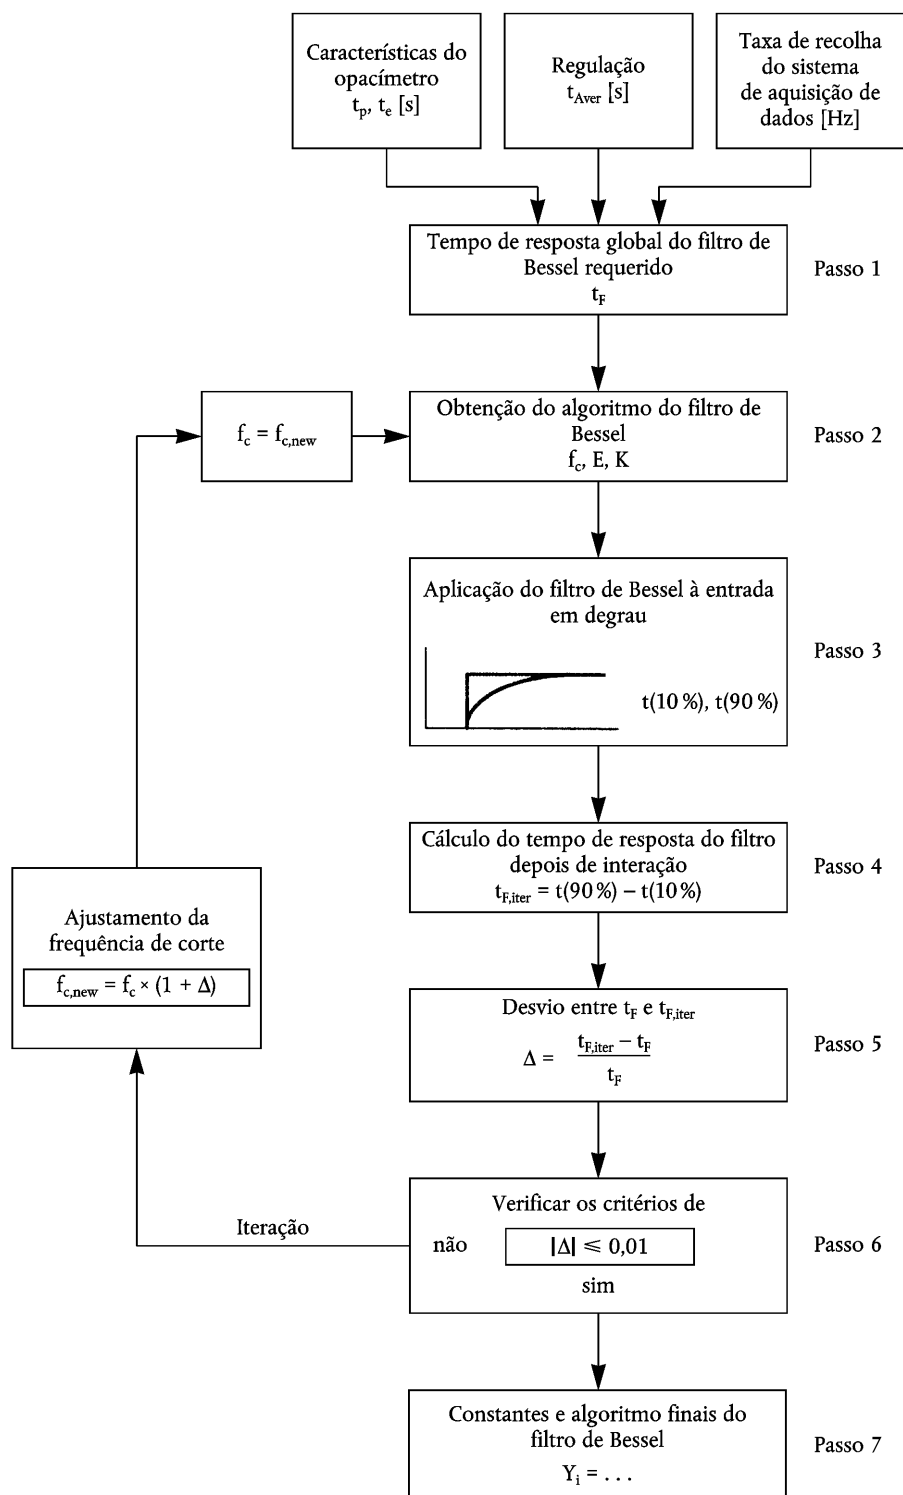 Características do
opacímetro
tp, te [s]
Regulação
tAver [s]
Taxa de recolha
do sistema
de aquisição de
dados [Hz]
Tempo de resposta global do filtro de
Bessel requerido
tF
Passo 1
fc = fc,new
Obtenção do algoritmo do filtro de
Bessel
fc, E, K
Passo 2
Aplicação do filtro de Bessel à entrada
em degrau
t(10 %), t(90 %)
Passo 3
Cálculo do tempo de resposta do filtro
depois de interação
tF,iter = t(90 %) – t(10 %)
Passo 4
Ajustamento da
frequência de corte
fc,new = fc × (1 + Δ)
Desvio entre tF e tF,iter
Δ = (tF,iter – tF) / tF
Passo 5
Verificar os critérios de
Iteração
não
|Δ| ⩽ 0,01
sim
Passo 6
Constantes e algoritmo finais do
filtro de Bessel
Yi = . . .
Passo 7